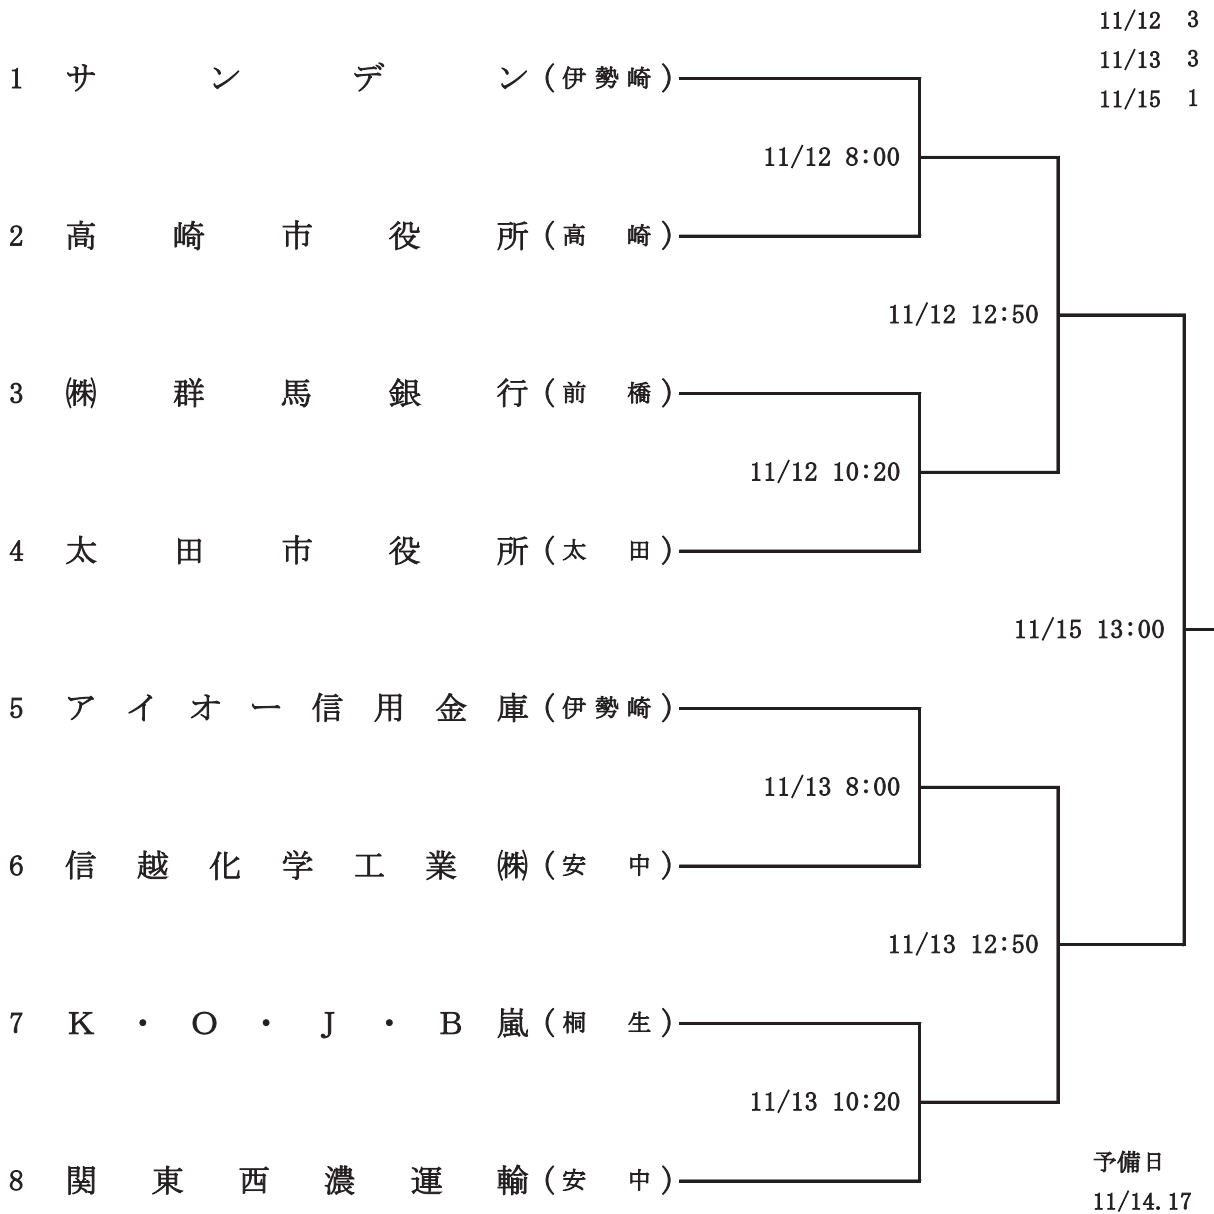 11/12 3
11/13 3
11/15 1
1 サンデン(伊勢崎)
11/12 8:00
2 高崎市役所(高崎)
11/12 12:50
3 ㈱群馬銀行(前橋)
11/12 10:20
4 太田市役所(太田)
11/15 13:00
5 アイオー信用金庫(伊勢崎)
11/13 8:00
6 信越化学工業㈱(安中)
11/13 12:50
7 K・O・J・B嵐(桐生)
11/13 10:20
8 関東西濃運輸(安中)
予備日
11/14.17